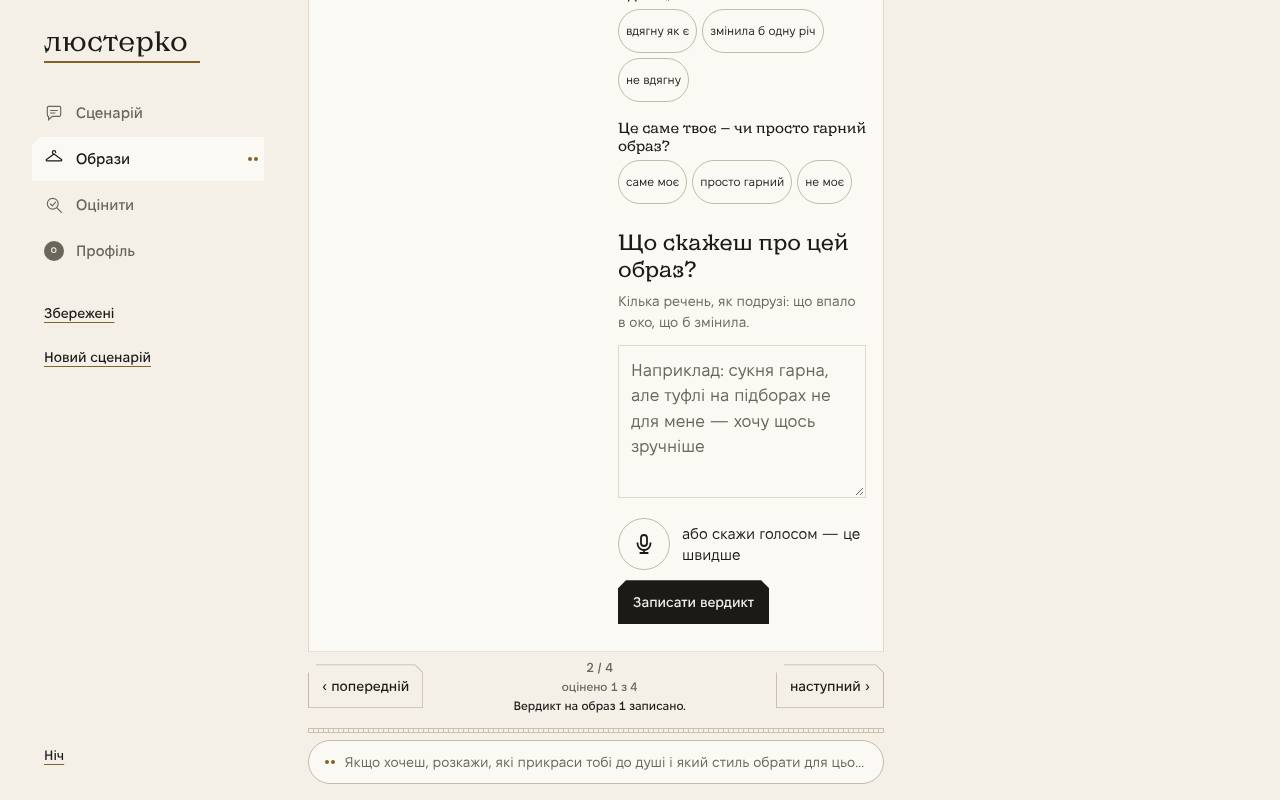 люстерко
Сценарій
Образи
Оцінити
О
Профіль
Збережені
Новий сценарій
Ніч
вдягну як є
змінила б одну річ
не вдягну
Це саме твоє – чи просто гарний
образ?
саме моє
просто гарний
не моє
Що скажеш про цей
образ?
Кілька речень, як подрузі: що впало
в око, що б змінила.
Наприклад: сукня гарна,
але туфлі на підборах не
для мене — хочу щось
зручніше
або скажи голосом — це
швидше
Записати вердикт
‹ попередній
2 / 4
оцінено 1 з 4
Вердикт на образ 1 записано.
наступний ›
Якщо хочеш, розкажи, які прикраси тобі до душі і який стиль обрати для цьо...